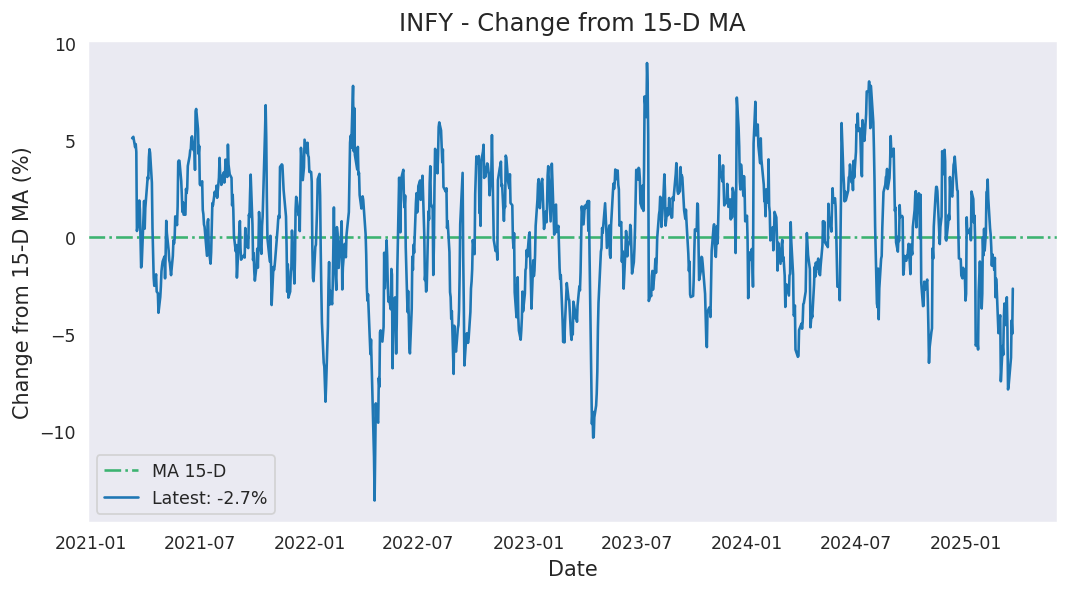 INFY - Change from 15-D MA
Change from 15-D MA (%)
10
5
0
−5
−10
MA 15-D
Latest: -2.7%
2021-01 2021-07 2022-01 2022-07 2023-01 2023-07 2024-01 2024-07 2025-01
Date